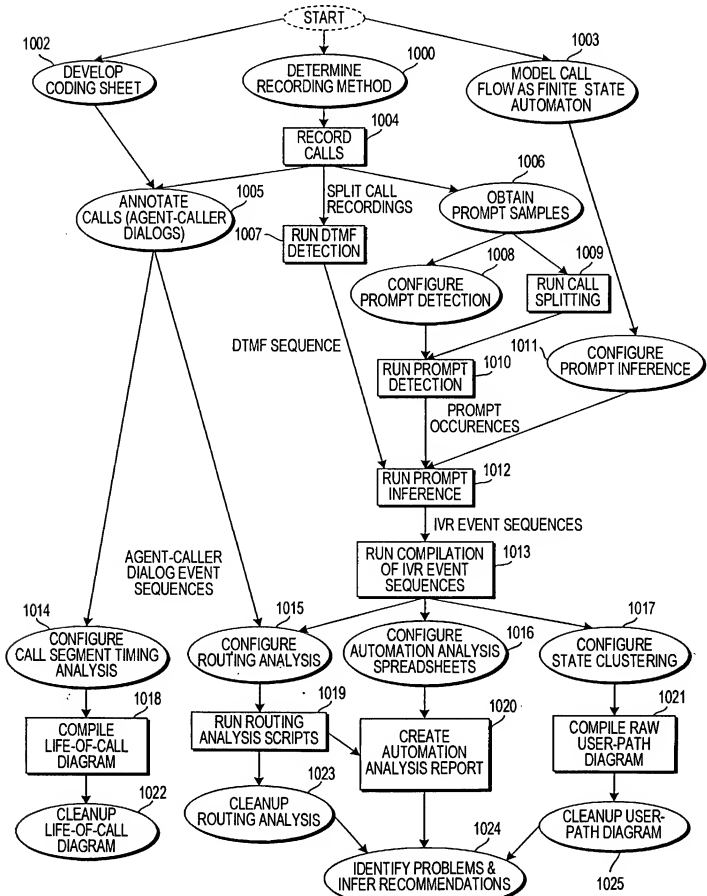 START
1002
DEVELOP
CODING SHEET
DETERMINE
RECORDING METHOD
1000
1003
MODEL CALL
FLOW AS FINITE STATE
AUTOMATON
1004
RECORD
CALLS
1006
OBTAIN
PROMPT SAMPLES
ANNOTATE
CALLS (AGENT-CALLER
DIALOGS)
1005
SPLIT CALL
RECORDINGS
1007
RUN DTMF
DETECTION
1008
CONFIGURE
PROMPT DETECTION
1009
RUN CALL
SPLITTING
DTMF SEQUENCE
1010
RUN PROMPT
DETECTION
1011
CONFIGURE
PROMPT INFERENCE
PROMPT
OCCURENCES
1012
RUN PROMPT
INFERENCE
IVR EVENT SEQUENCES
RUN COMPILATION
OF IVR EVENT
SEQUENCES
1013
AGENT-CALLER
DIALOG EVENT
SEQUENCES
1014
CONFIGURE
CALL SEGMENT TIMING
ANALYSIS
1015
CONFIGURE
ROUTING ANALYSIS
CONFIGURE
AUTOMATION ANALYSIS
SPREADSHEETS
1016
1017
CONFIGURE
STATE CLUSTERING
1018
COMPILE
LIFE-OF-CALL
DIAGRAM
1019
RUN ROUTING
ANALYSIS SCRIPTS
1020
CREATE
AUTOMATION
ANALYSIS REPORT
1021
COMPILE RAW
USER-PATH
DIAGRAM
1022
CLEANUP
LIFE-OF-CALL
DIAGRAM
1023
CLEANUP
ROUTING ANALYSIS
CLEANUP USER-
PATH DIAGRAM
1025
1024
IDENTIFY PROBLEMS &
INFER RECOMMENDATIONS